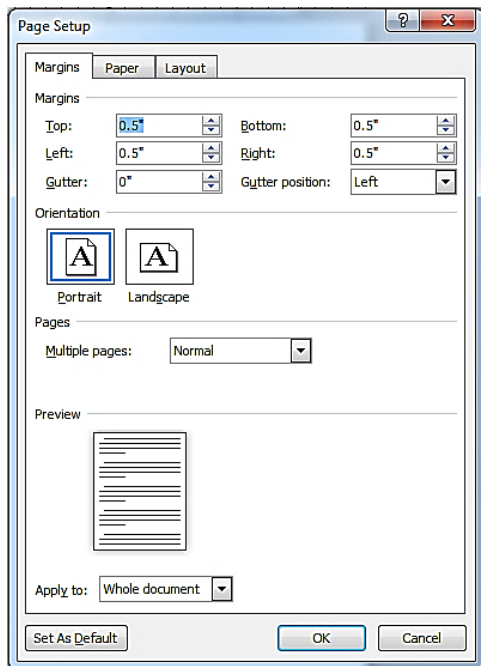 Page Setup
Margins Paper Layout
Margins
Top: 0.5" Bottom: 0.5"
Left: 0.5" Right: 0.5"
Gutter: 0" Gutter position: Left
Orientation
A A
Portrait Landscape
Pages
Multiple pages: Normal
Preview
Apply to: Whole document
Set As Default OK Cancel